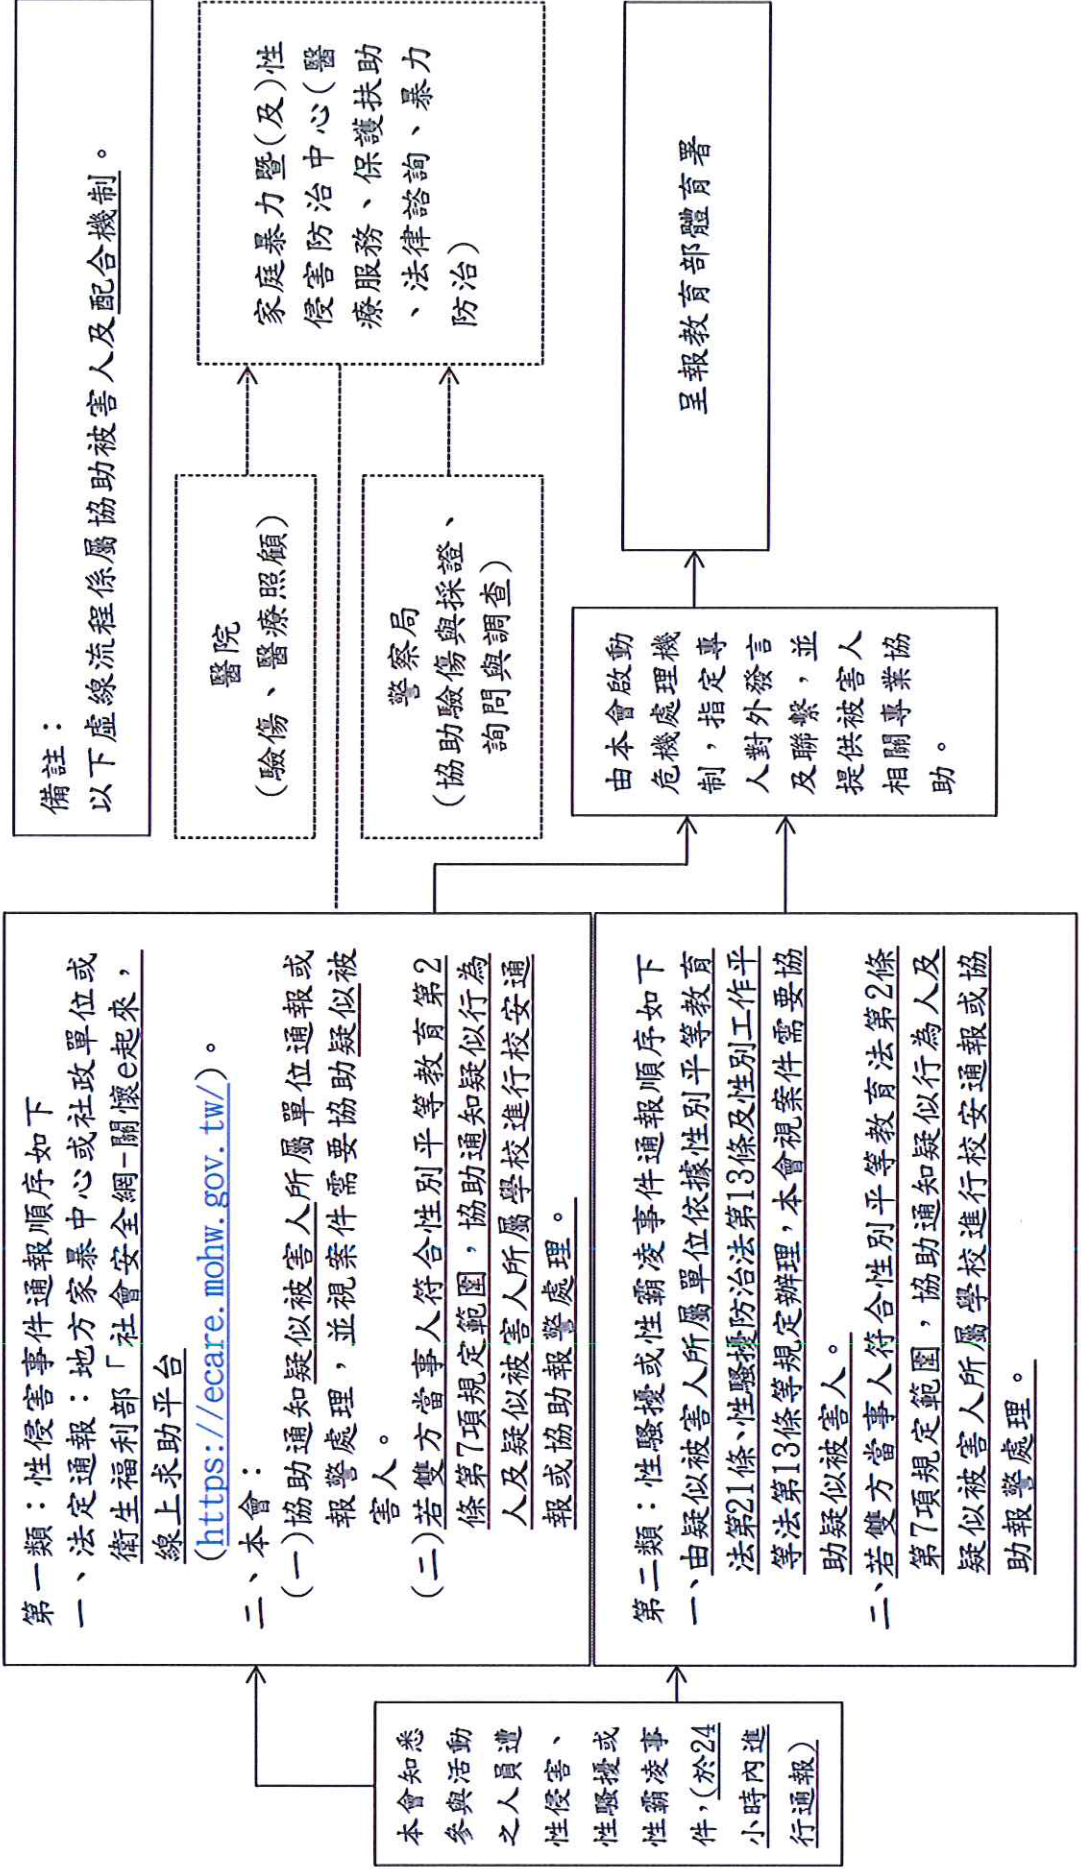 備註：
以下虛線流程係屬協助被害人及配合機制。
本會知悉
參與活動
之人員遭
性侵害、
性騷擾或
性霸凌事
件，(於24
小時內進
行通報)
第一類：性侵害事件通報順序如下
一、法定通報：地方家暴中心或社政單位或
衛生福利部「社會安全網-關懷e起來，
線上求助平台
(https://ecare.mohw.gov.tw/)。
二、本會：
(一)協助通知疑似被害人所屬單位通報或
報警處理，並視案件需要協助疑似被
害人。
(二)若雙方當事人符合性別平等教育第2
條第7項規定範圍，協助通知疑似行為
人及疑似被害人所屬學校進行校安通
報或協助報警處理。
第二類：性騷擾或性霸凌事件通報順序如下
一、由疑似被害人所屬單位依據性別平等教育
法第21條、性騷擾防治法第13條及性別工作平
等法第13條等規定辦理，本會視案件需要協
助疑似被害人。
二、若雙方當事人符合性別平等教育法第2條
第7項規定範圍，協助通知疑似行為人及
疑似被害人所屬學校進行校安通報或協
助報警處理。
醫院
(驗傷、醫療照顧)
警察局
(協助驗傷與採證、
詢問與調查)
家庭暴力暨(及)性
侵害防治中心(醫
療服務、保護扶助
、法律諮詢、暴力
防治)
由本會啟動
危機處理機
制，指定專
人對外發言
及聯繫，並
提供被害人
相關專業協
助。
呈報教育部體育署